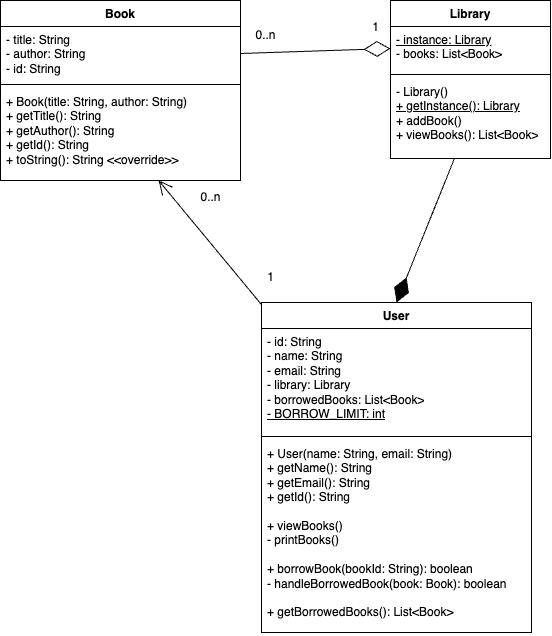 Book
- title: String
- author: String
- id: String
+ Book(title: String, author: String)
+ getTitle(): String
+ getAuthor(): String
+ getId(): String
+ toString(): String <<override>>
0..n
1
Library
- instance: Library
- books: List<Book>
- Library()
+ getInstance(): Library
+ addBook()
+ viewBooks(): List<Book>
0..n
1
User
- id: String
- name: String
- email: String
- library: Library
- borrowedBooks: List<Book>
- BORROW_LIMIT: int
+ User(name: String, email: String)
+ getName(): String
+ getEmail(): String
+ getId(): String
+ viewBooks()
- printBooks()
+ borrowBook(bookId: String): boolean
- handleBorrowedBook(book: Book): boolean
+ getBorrowedBooks(): List<Book>